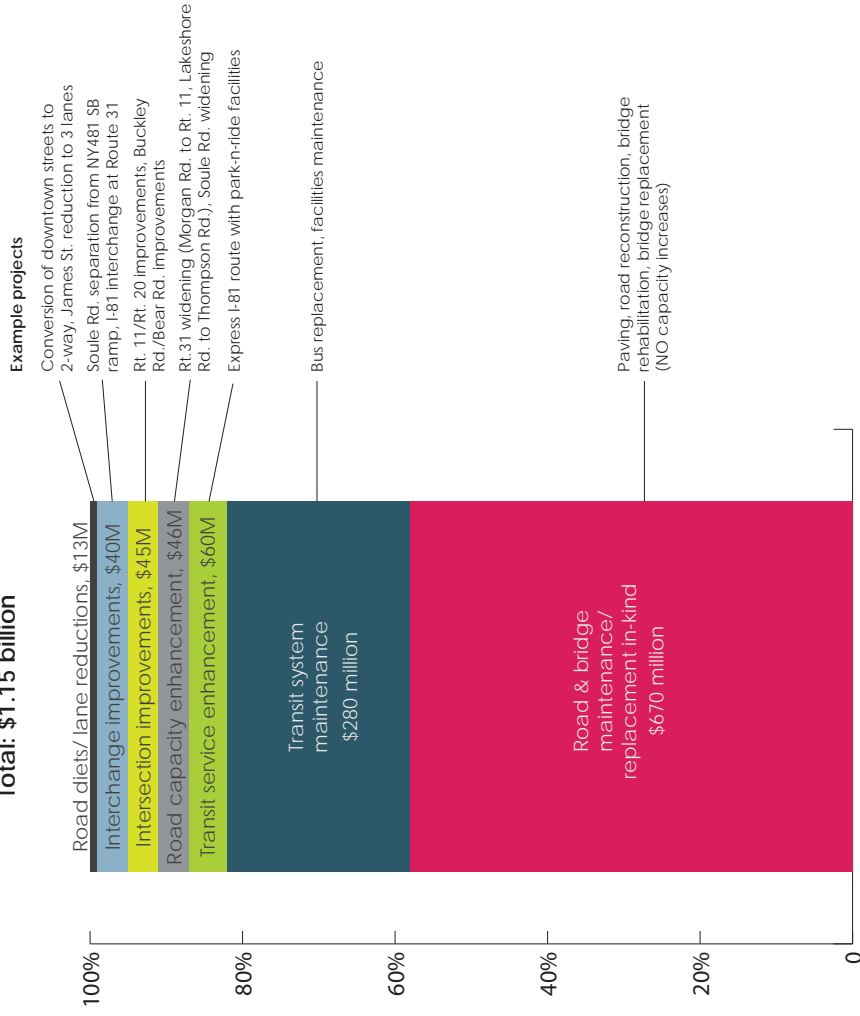 Total: $1.15 billion
Example projects
100%
80%
60%
40%
20%
0
Road diets/ lane reductions, $13M
Interchange improvements, $40M
Intersection improvements, $45M
Road capacity enhancement, $46M
Transit service enhancement, $60M
Transit system
maintenance
$280 million
Road & bridge
maintenance/
replacement in-kind
$670 million
Conversion of downtown streets to
2-way, James St. reduction to 3 lanes
Soule Rd. separation from NY481 SB
ramp, I-81 interchange at Route 31
Rt. 11/Rt. 20 improvements, Buckley
Rd./Bear Rd. improvements
Rt.31 widening (Morgan Rd. to Rt. 11, Lakeshore
Rd. to Thompson Rd.), Soule Rd. widening
Express I-81 route with park-n-ride facilities
Bus replacement, facilities maintenance
Paving, road reconstruction, bridge
rehabilitation, bridge replacement
(NO capacity increases)